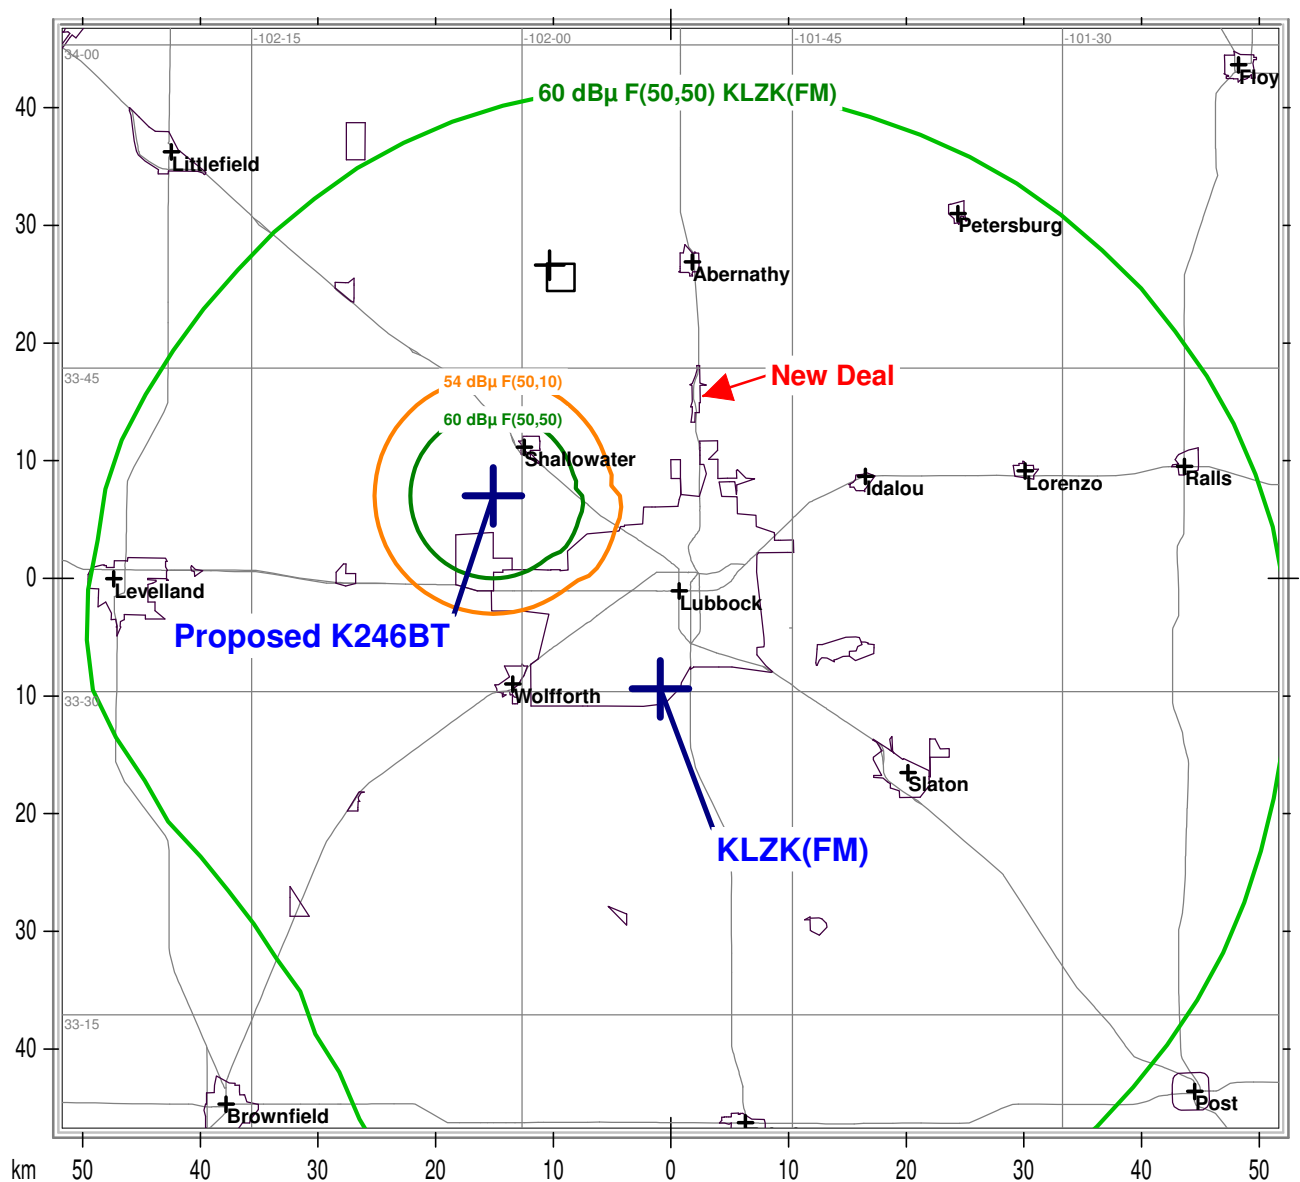 -102-15
-102-00
-101-45
-101-30
34-00
Floy
60 dBµ F(50,50) KLZK(FM)
40
Littlefield
30
Petersburg
Abernathy
20
33-45
54 dBµ F(50,10)
New Deal
60 dBµ F(50,50)
10
Shallowater
Idalou
Lorenzo
Ralls
0
Levelland
Lubbock
Proposed K246BT
10
33-30
Wolfforth
Slaton
20
KLZK(FM)
30
33-15
40
Brownfield
Post
km 50 40 30 20 10 0 10 20 30 40 50